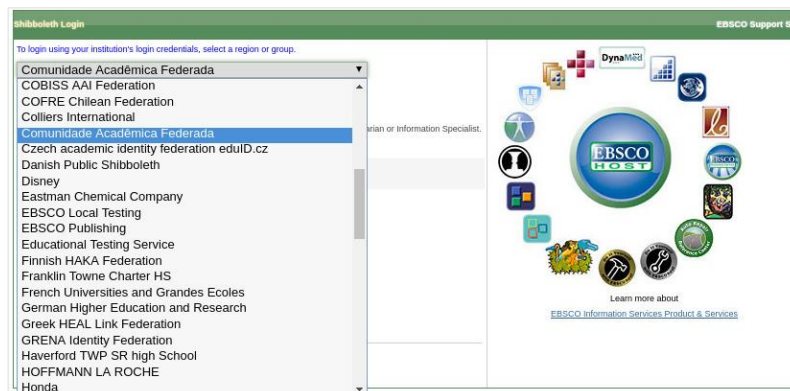 Shibboleth Login
EBSCO Support S
To login using your institution's login credentials, select a region or group.
Comunidade Acadêmica Federada
COBISS AAI Federation
COFRE Chilean Federation
Colliers International
Comunidade Acadêmica Federada
Czech academic identity federation eduID.cz
Danish Public Shibboleth
Disney
Eastman Chemical Company
EBSCO Local Testing
EBSCO Publishing
Educational Testing Service
Finnish HAKA Federation
Franklin Towne Charter HS
French Universities and Grandes Ecoles
German Higher Education and Research
Greek HEAL Link Federation
GRENA Identity Federation
Haverford TWP SR high School
HOFFMANN LA ROCHE
Honda
arian or Information Specialist.
DynaMed
EBSCO
HOST
EBSCO
Auto Repair
Reference Center
Learn more about
EBSCO Information Services Product & Services